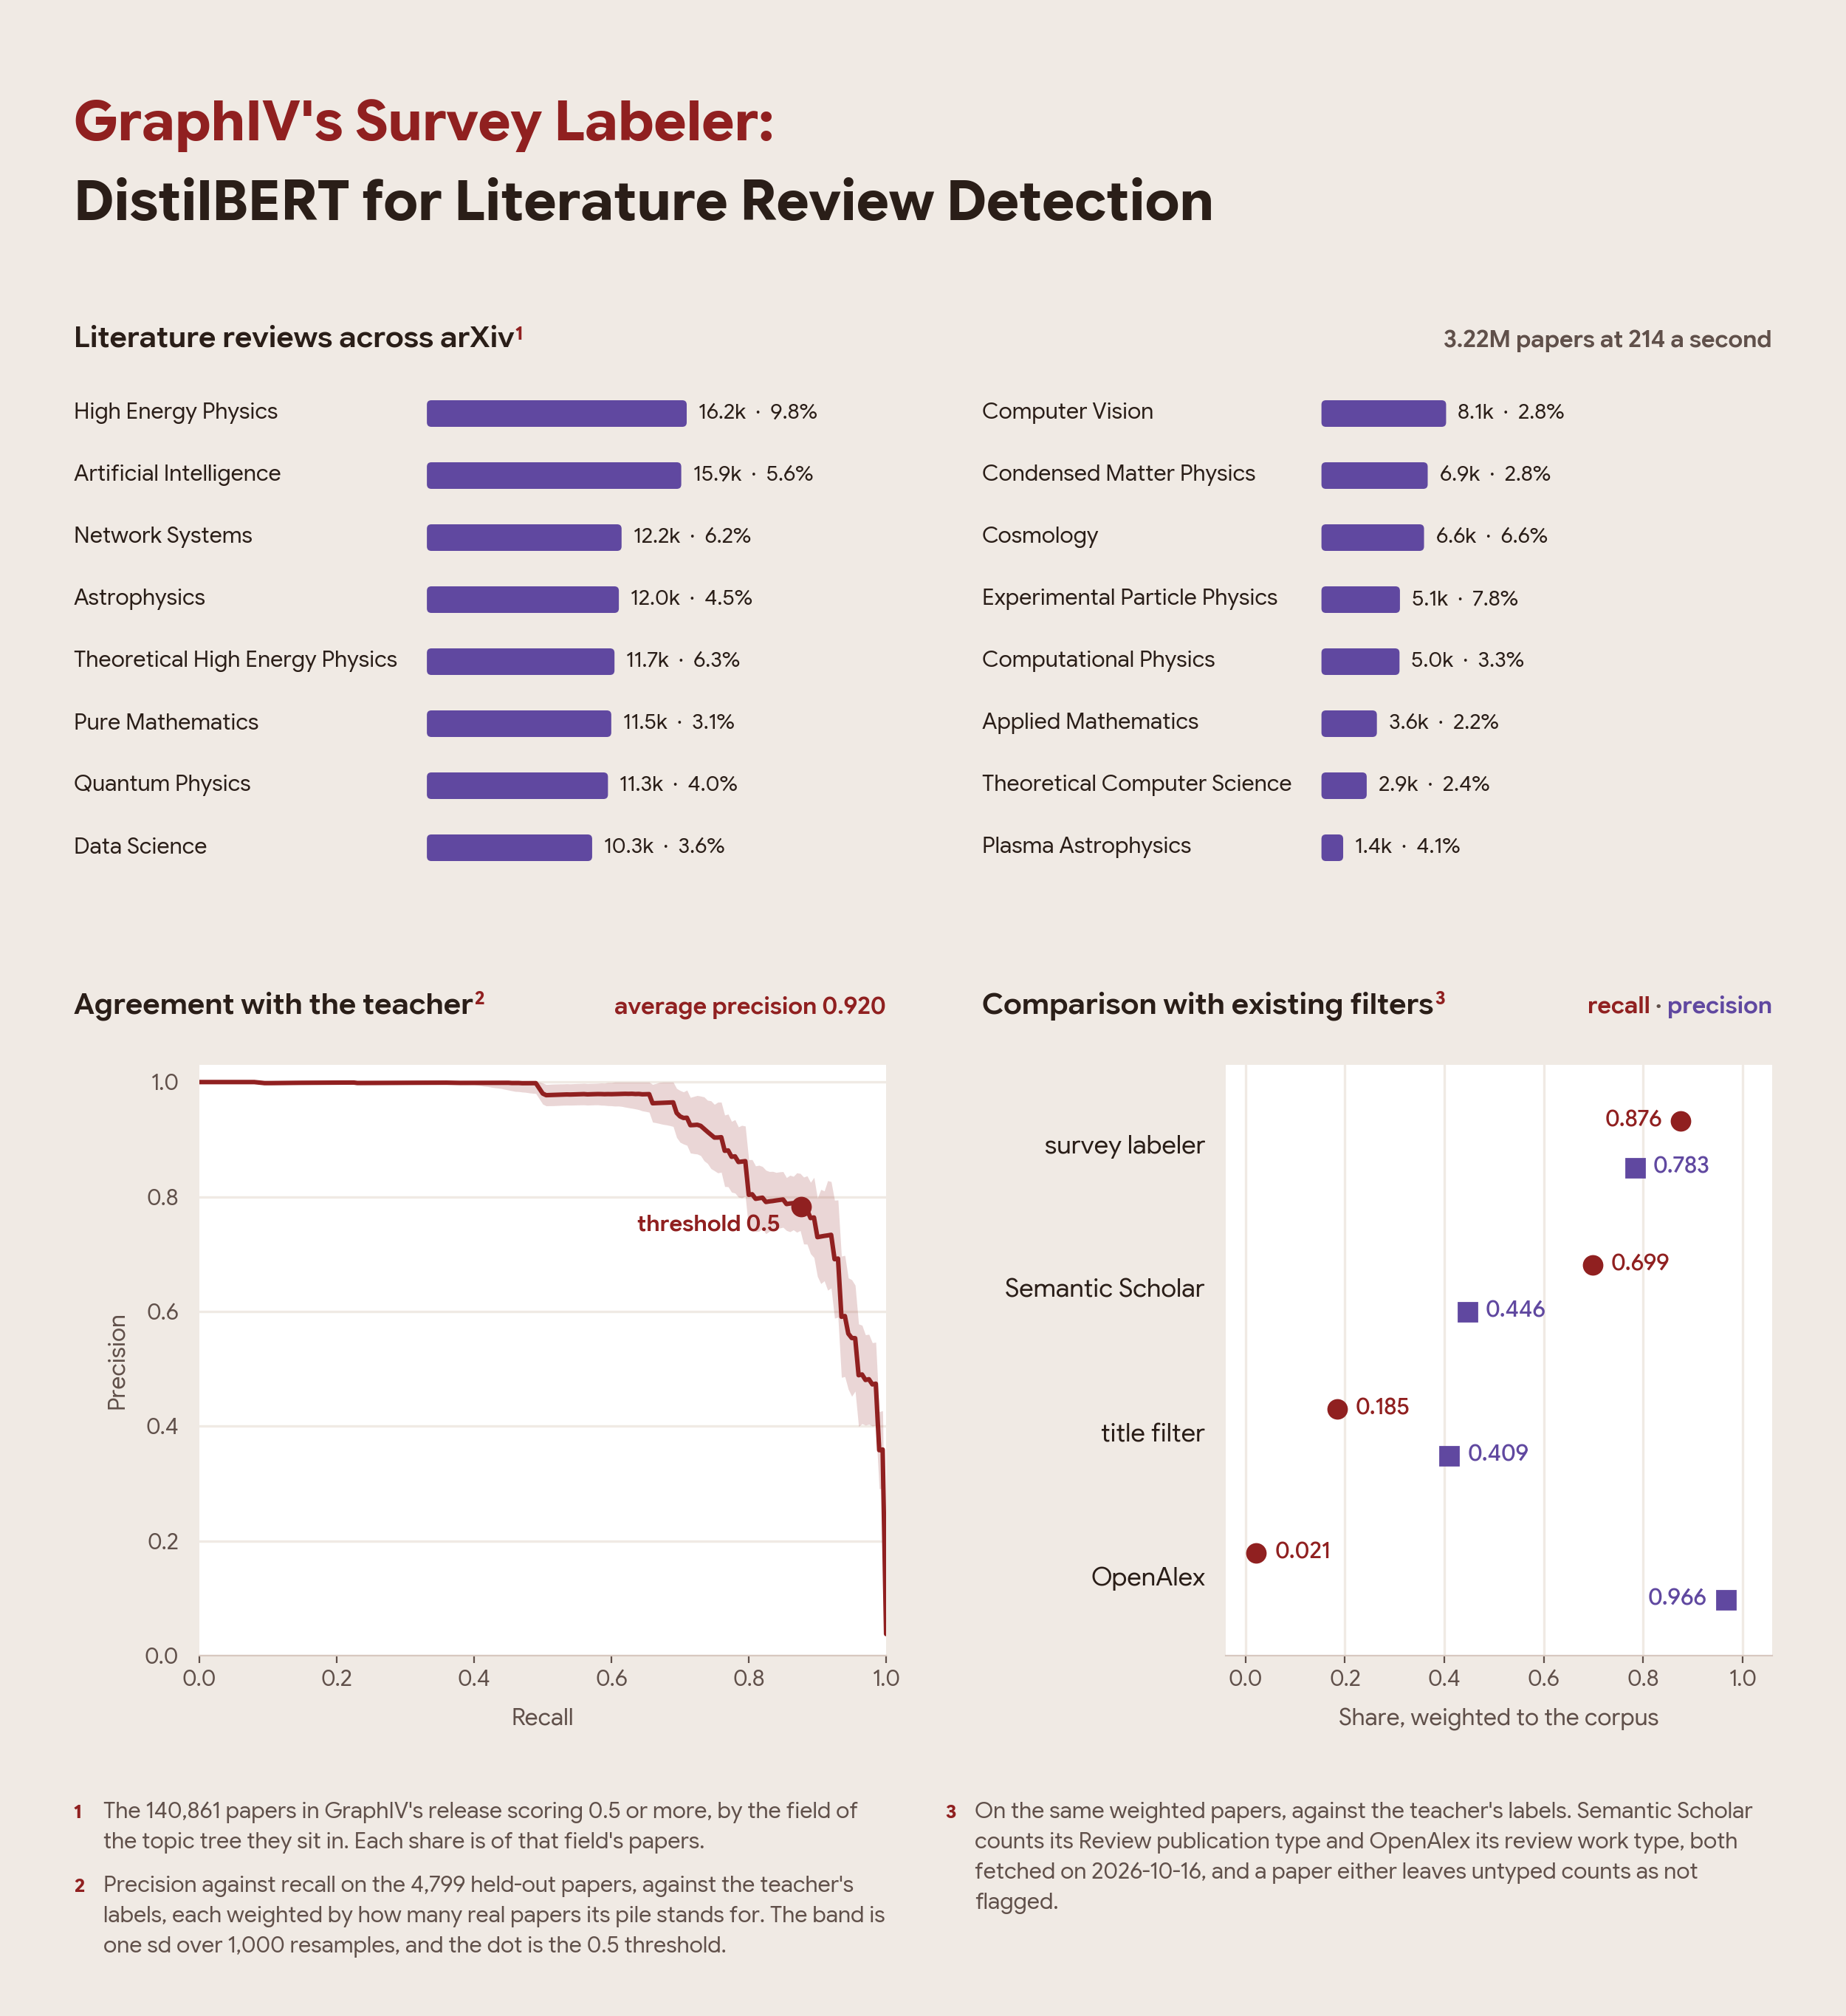 GraphIV's Survey Labeler:
DistilBERT for Literature Review Detection
Literature reviews across arXiv¹
3.22M papers at 214 a second
High Energy Physics 16.2k · 9.8%
Artificial Intelligence 15.9k · 5.6%
Network Systems 12.2k · 6.2%
Astrophysics 12.0k · 4.5%
Theoretical High Energy Physics 11.7k · 6.3%
Pure Mathematics 11.5k · 3.1%
Quantum Physics 11.3k · 4.0%
Data Science 10.3k · 3.6%
Computer Vision 8.1k · 2.8%
Condensed Matter Physics 6.9k · 2.8%
Cosmology 6.6k · 6.6%
Experimental Particle Physics 5.1k · 7.8%
Computational Physics 5.0k · 3.3%
Applied Mathematics 3.6k · 2.2%
Theoretical Computer Science 2.9k · 2.4%
Plasma Astrophysics 1.4k · 4.1%
Agreement with the teacher²
average precision 0.920
Precision
1.0
0.8
0.6
0.4
0.2
0.0
threshold 0.5
0.0 0.2 0.4 0.6 0.8 1.0
Recall
Comparison with existing filters³
recall · precision
survey labeler
0.876
0.783
Semantic Scholar
0.699
0.446
title filter
0.185
0.409
OpenAlex
0.021
0.966
0.0 0.2 0.4 0.6 0.8 1.0
Share, weighted to the corpus
1 The 140,861 papers in GraphIV's release scoring 0.5 or more, by the field of
the topic tree they sit in. Each share is of that field's papers.
2 Precision against recall on the 4,799 held-out papers, against the teacher's
labels, each weighted by how many real papers its pile stands for. The band is
one sd over 1,000 resamples, and the dot is the 0.5 threshold.
3 On the same weighted papers, against the teacher's labels. Semantic Scholar
counts its Review publication type and OpenAlex its review work type, both
fetched on 2026-10-16, and a paper either leaves untyped counts as not
flagged.